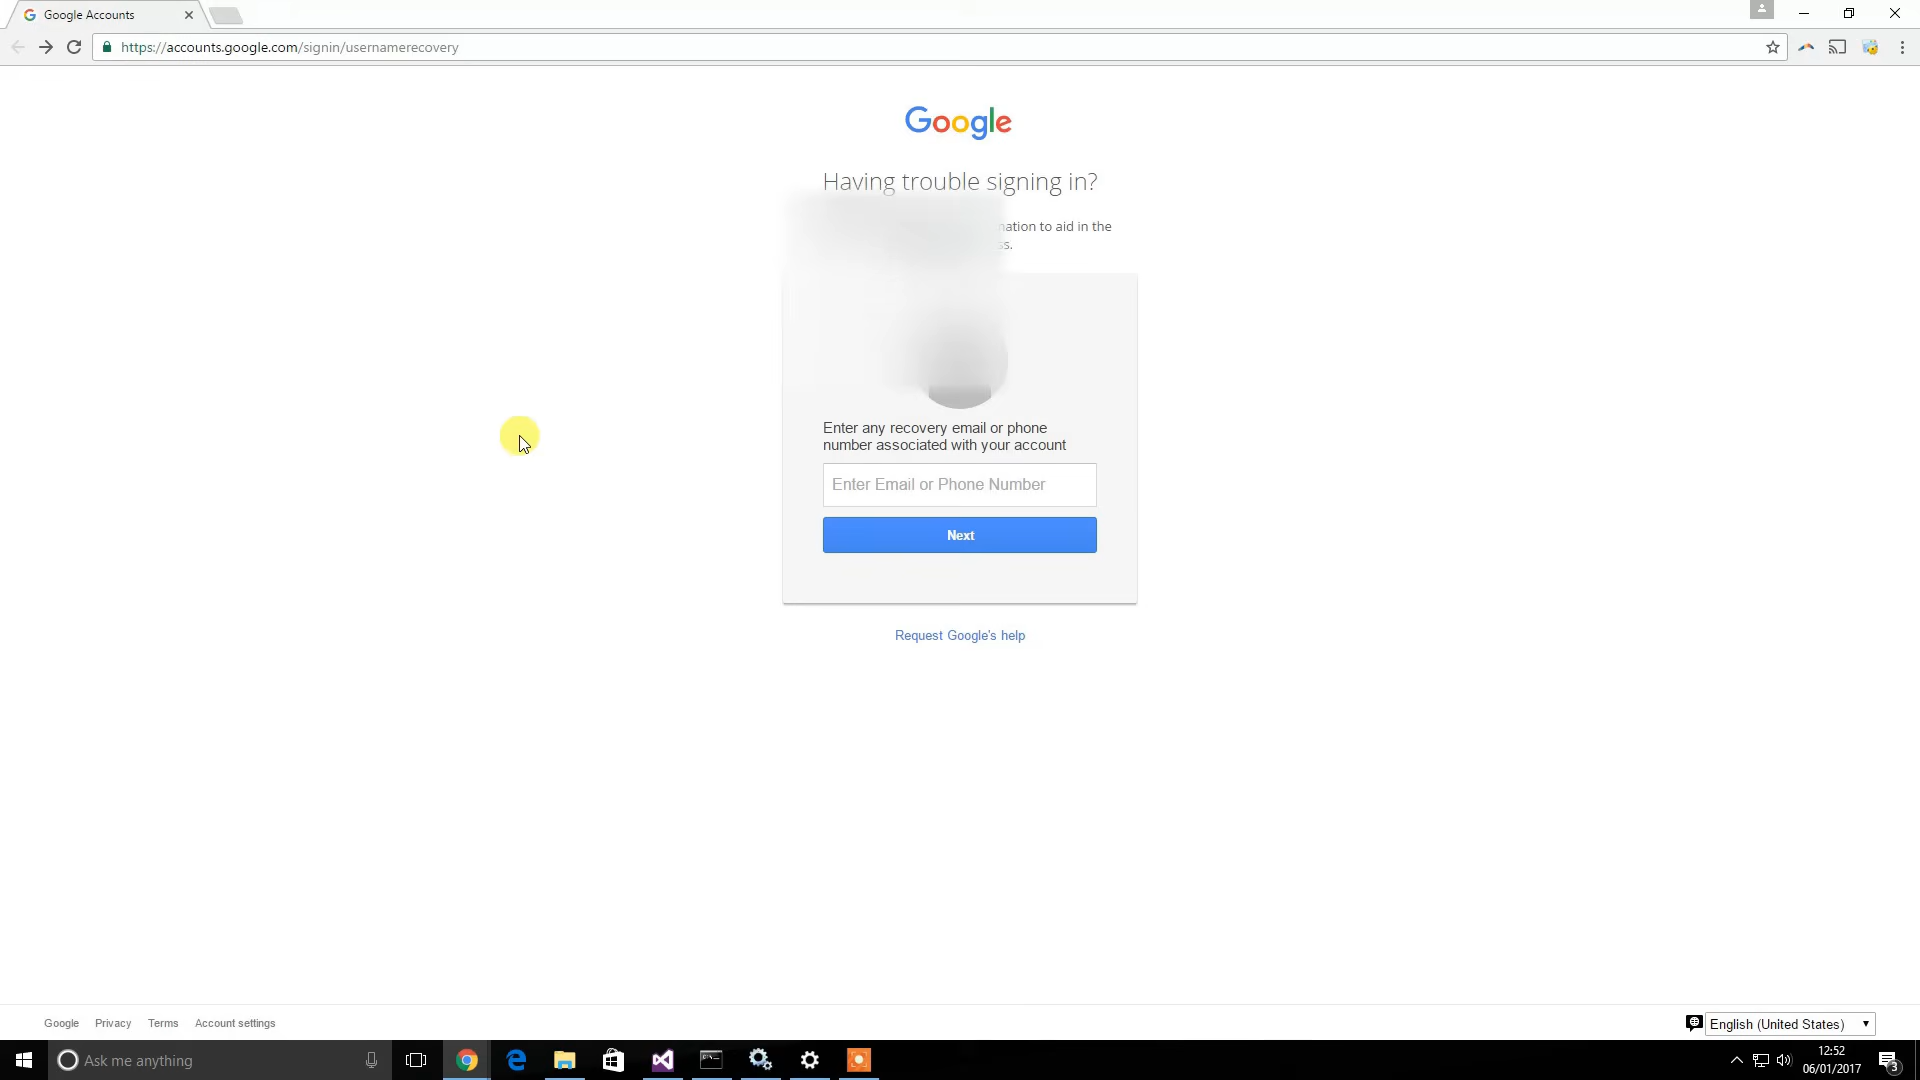 Google Accounts
https://accounts.google.com/signin/usernamerecovery
Google
Having trouble signing in?
to aid in the
Enter any recovery email or phone
number associated with your account
Enter Email or Phone Number
Next
Request Google's help
Google Privacy Terms Account settings
English (United States)
Ask me anything
12:52
06/01/2017
3